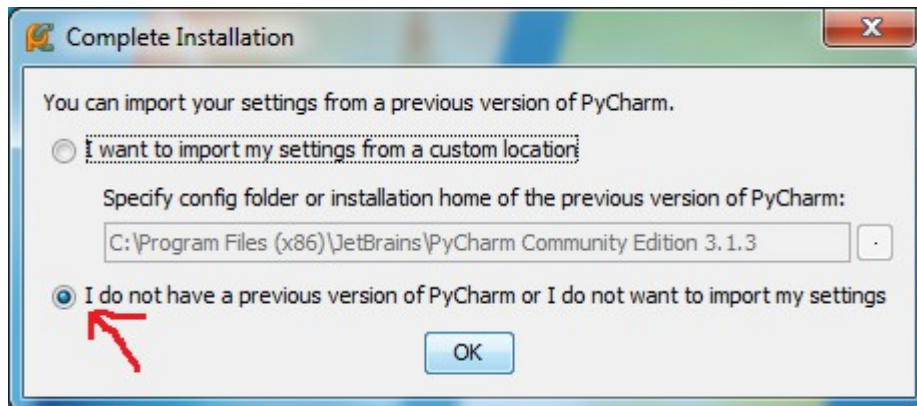 Complete Installation
You can import your settings from a previous version of PyCharm.
I want to import my settings from a custom location
Specify config folder or installation home of the previous version of PyCharm:
C:\Program Files (x86)\JetBrains\PyCharm Community Edition 3.1.3
.
I do not have a previous version of PyCharm or I do not want to import my settings
OK